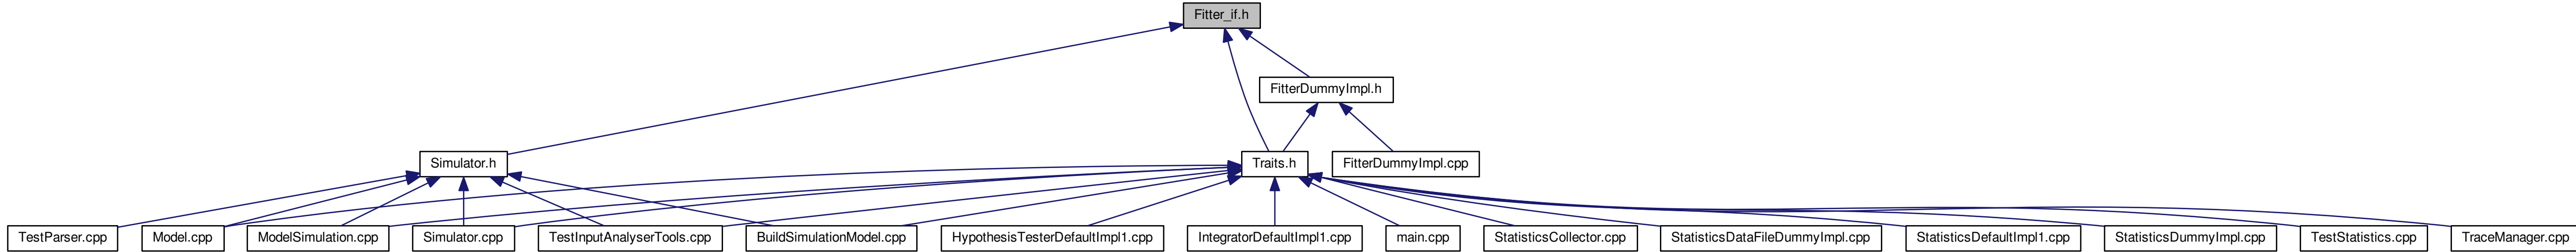 Fitter_if.h
FitterDummyImpl.h
Simulator.h
Traits.h
FitterDummyImpl.cpp
TestParser.cpp
Model.cpp
ModelSimulation.cpp
Simulator.cpp
TestInputAnalyserTools.cpp
BuildSimulationModel.cpp
HypothesisTesterDefaultImpl1.cpp
IntegratorDefaultImpl1.cpp
main.cpp
StatisticsCollector.cpp
StatisticsDataFileDummyImpl.cpp
StatisticsDefaultImpl1.cpp
StatisticsDummyImpl.cpp
TestStatistics.cpp
TraceManager.cpp